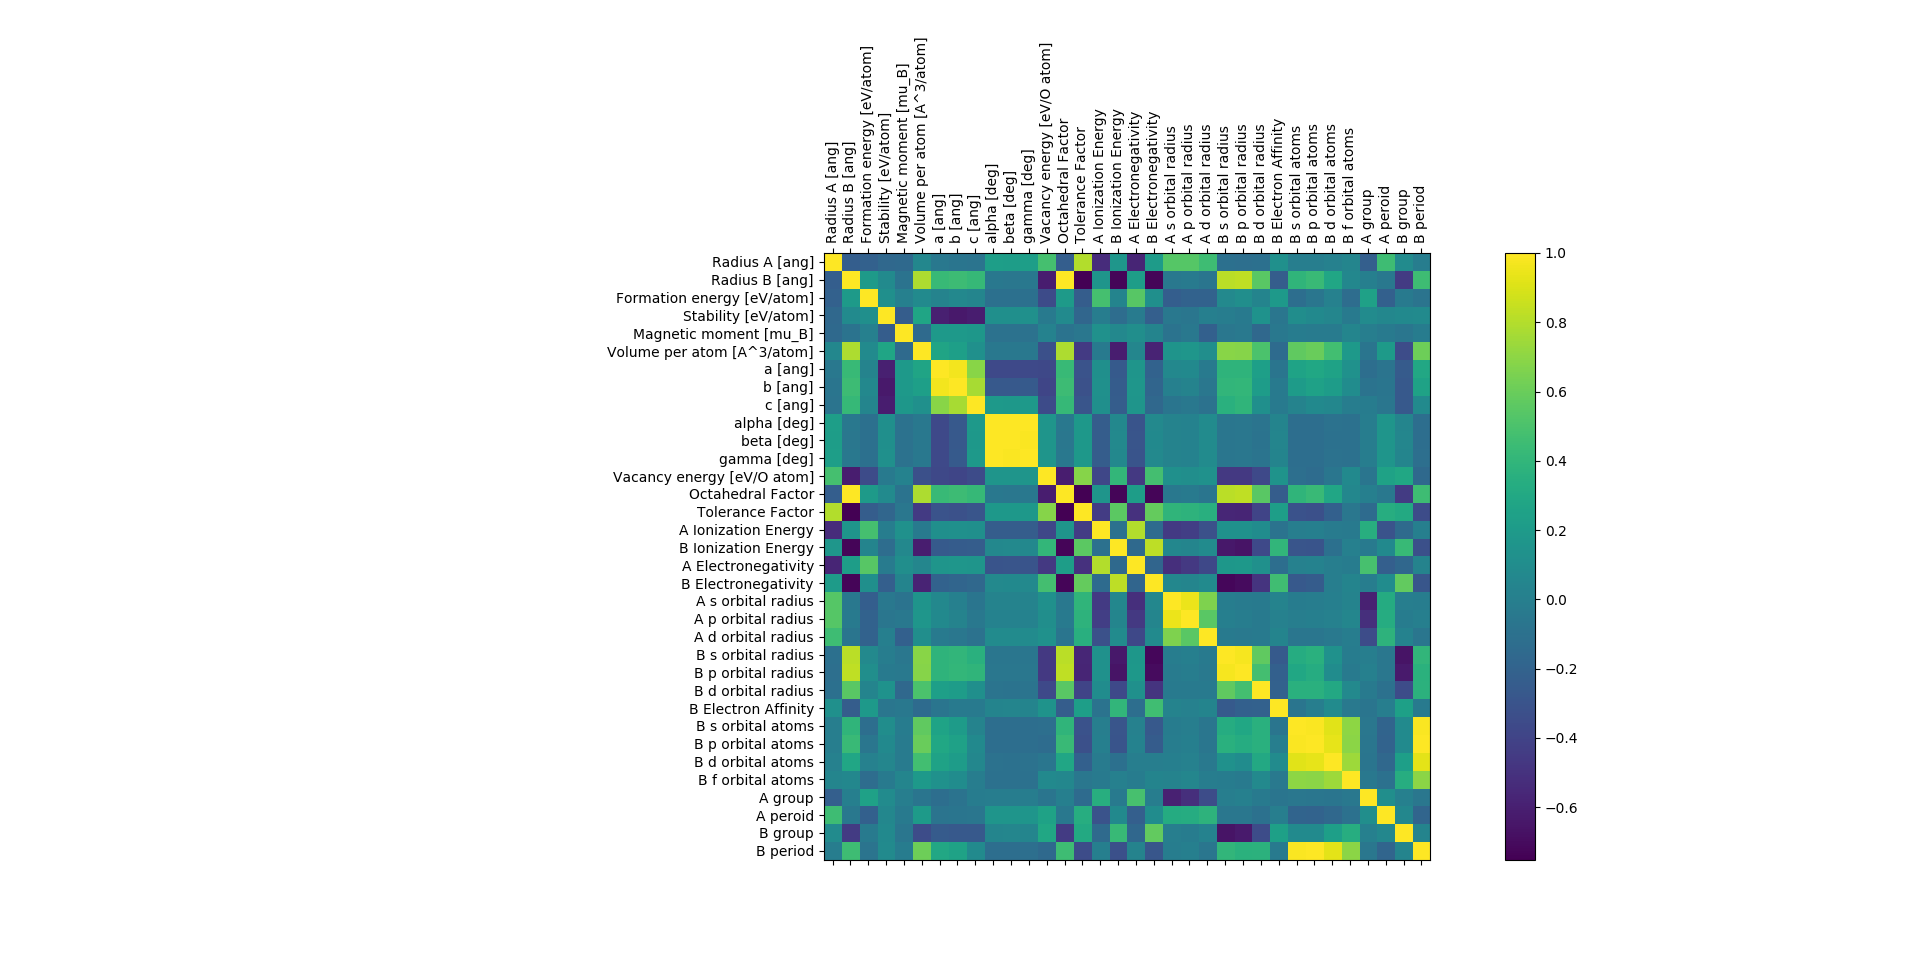 Radius A [ang]
Radius B [ang]
Formation energy [eV/atom]
Stability [eV/atom]
Magnetic moment [mu_B]
Volume per atom [A^3/atom]
a [ang]
b [ang]
c [ang]
alpha [deg]
beta [deg]
gamma [deg]
Vacancy energy [eV/O atom]
Octahedral Factor
Tolerance Factor
A Ionization Energy
B Ionization Energy
A Electronegativity
B Electronegativity
A s orbital radius
A p orbital radius
A d orbital radius
B s orbital radius
B p orbital radius
B d orbital radius
B Electron Affinity
B s orbital atoms
B p orbital atoms
B d orbital atoms
B f orbital atoms
A group
A peroid
B group
B period
Radius A [ang]
Radius B [ang]
Formation energy [eV/atom]
Stability [eV/atom]
Magnetic moment [mu_B]
Volume per atom [A^3/atom]
a [ang]
b [ang]
c [ang]
alpha [deg]
beta [deg]
gamma [deg]
Vacancy energy [eV/O atom]
Octahedral Factor
Tolerance Factor
A Ionization Energy
B Ionization Energy
A Electronegativity
B Electronegativity
A s orbital radius
A p orbital radius
A d orbital radius
B s orbital radius
B p orbital radius
B d orbital radius
B Electron Affinity
B s orbital atoms
B p orbital atoms
B d orbital atoms
B f orbital atoms
A group
A peroid
B group
B period
1.0
0.8
0.6
0.4
0.2
0.0
−0.2
−0.4
−0.6